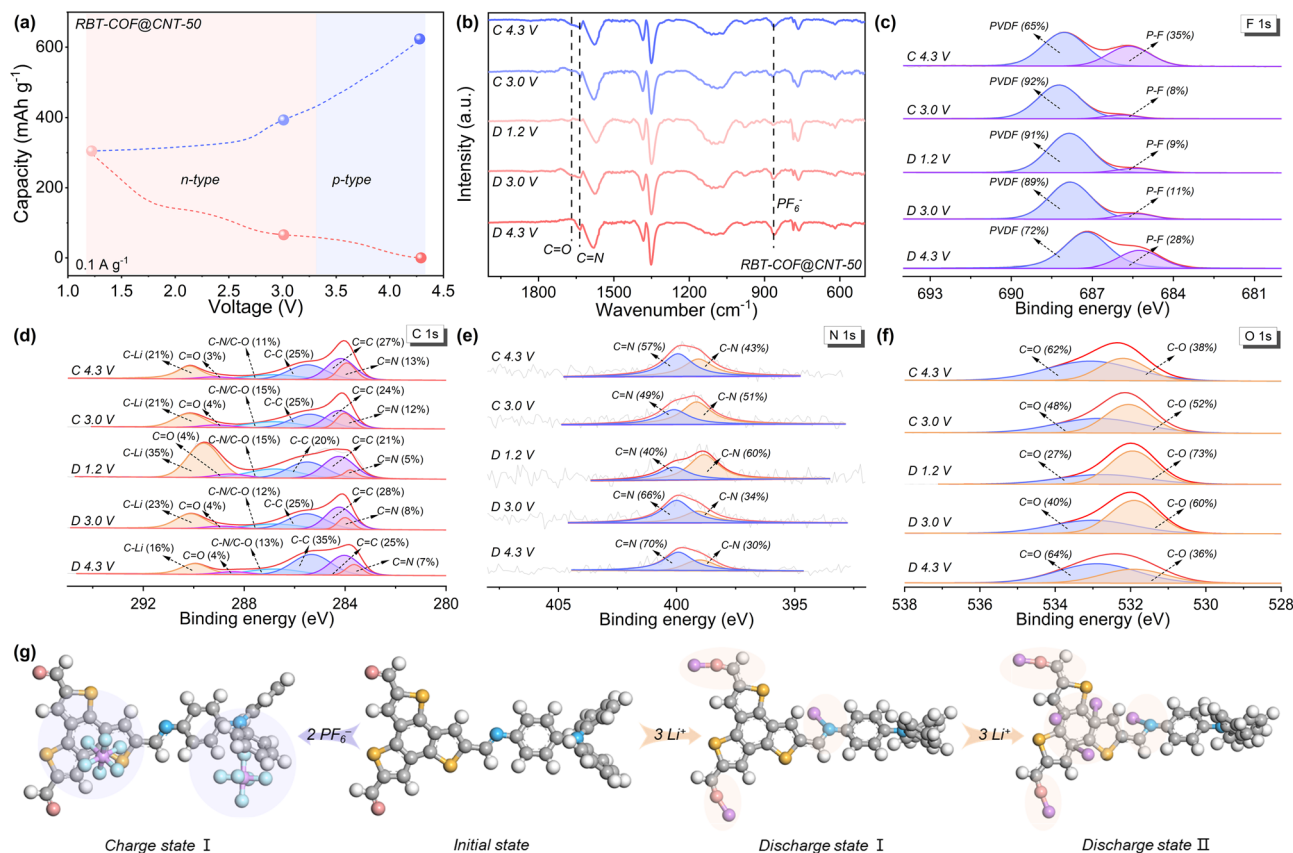 (a)
RBT-COF@CNT-50
600
400
200
0
Capacity (mAh g-1)
n-type
p-type
0.1 A g-1
1.0 1.5 2.0 2.5 3.0 3.5 4.0 4.5
Voltage (V)
(b)
Intensity (a.u.)
C 4.3 V
C 3.0 V
D 1.2 V
D 3.0 V
D 4.3 V
C=O
C=N
PF6-
RBT-COF@CNT-50
1800 1500 1200 900 600
Wavenumber (cm-1)
(c)
F 1s
PVDF (65%)
P-F (35%)
C 4.3 V
PVDF (92%)
P-F (8%)
C 3.0 V
PVDF (91%)
P-F (9%)
D 1.2 V
PVDF (89%)
P-F (11%)
D 3.0 V
PVDF (72%)
P-F (28%)
D 4.3 V
693 690 687 684 681
Binding energy (eV)
(d)
C 1s
C-Li (21%)
C=O (3%)
C-N/C-O (11%)
C-C (25%)
C=C (27%)
C=N (13%)
C 4.3 V
C-Li (21%)
C=O (4%)
C-N/C-O (15%)
C-C (25%)
C=C (24%)
C=N (12%)
C 3.0 V
C=O (4%)
C-Li (35%)
C-N/C-O (15%)
C-C (20%)
C=C (21%)
C=N (5%)
D 1.2 V
C-Li (23%)
C=O (4%)
C-N/C-O (12%)
C-C (25%)
C=C (28%)
C=N (8%)
D 3.0 V
C-Li (16%)
C=O (4%)
C-N/C-O (13%)
C-C (35%)
C=C (25%)
C=N (7%)
D 4.3 V
292 288 284 280
Binding energy (eV)
(e)
N 1s
C 4.3 V
C=N (57%)
C-N (43%)
C 3.0 V
C=N (49%)
C-N (51%)
D 1.2 V
C=N (40%)
C-N (60%)
D 3.0 V
C=N (66%)
C-N (34%)
D 4.3 V
C=N (70%)
C-N (30%)
405 400 395
Binding energy (eV)
(f)
O 1s
C=O (62%)
C-O (38%)
C 4.3 V
C=O (48%)
C-O (52%)
C 3.0 V
C=O (27%)
C-O (73%)
D 1.2 V
C=O (40%)
C-O (60%)
D 3.0 V
C=O (64%)
C-O (36%)
D 4.3 V
538 536 534 532 530 528
Binding energy (eV)
(g)
2 PF6-
3 Li+
3 Li+
Charge state I
Initial state
Discharge state I
Discharge state II